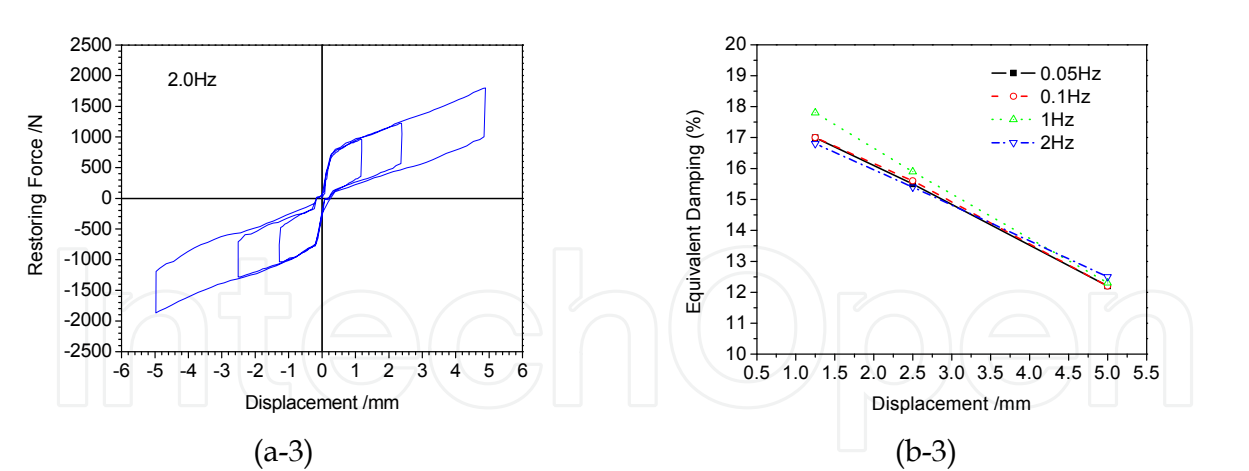 2500
2000
1500
1000
500
0
-500
-1000
-1500
-2000
-2500
Restoring Force /N
2.0Hz
-6 -5 -4 -3 -2 -1 0 1 2 3 4 5 6
Displacement /mm
(a-3)
20
19
18
17
16
15
14
13
12
11
10
Equivalent Damping (%)
0.05Hz
0.1Hz
1Hz
2Hz
0.5 1.0 1.5 2.0 2.5 3.0 3.5 4.0 4.5 5.0 5.5
Displacement /mm
(b-3)
IntechOpen